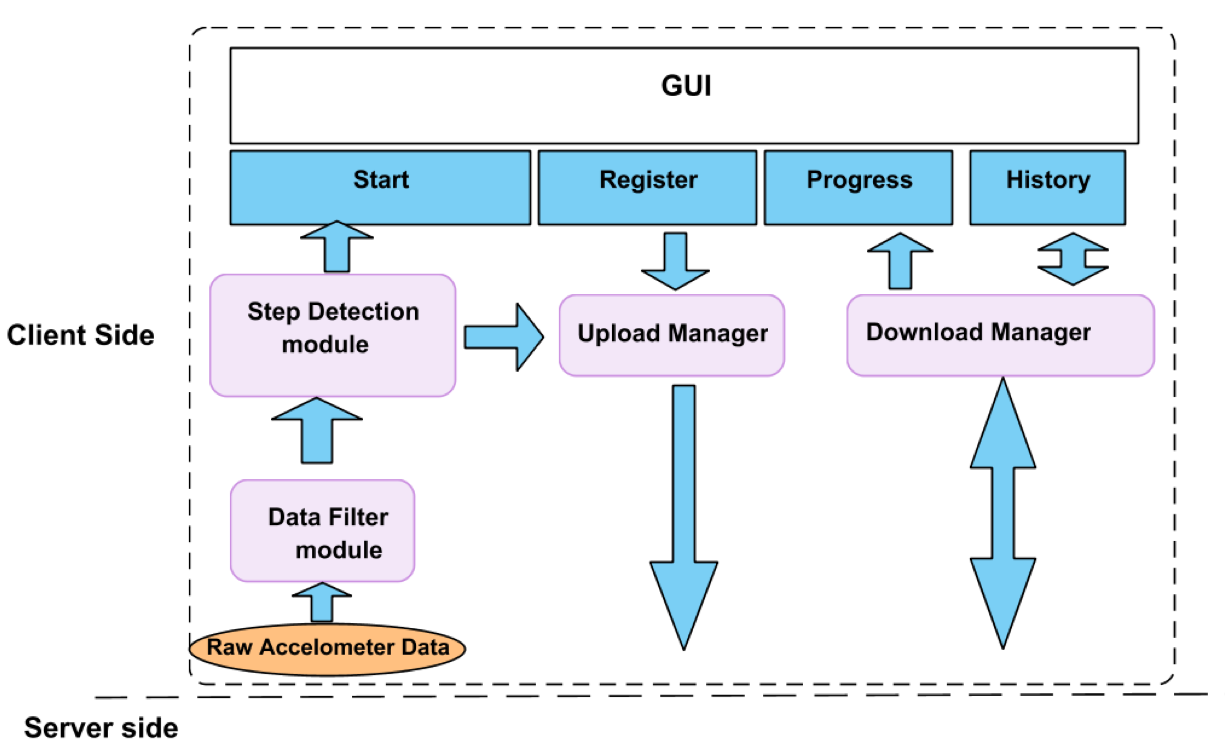 GUI
Start
Register
Progress
History
Client Side
Step Detection
module
Upload Manager
Download Manager
Data Filter
module
Raw Accelometer Data
Server side